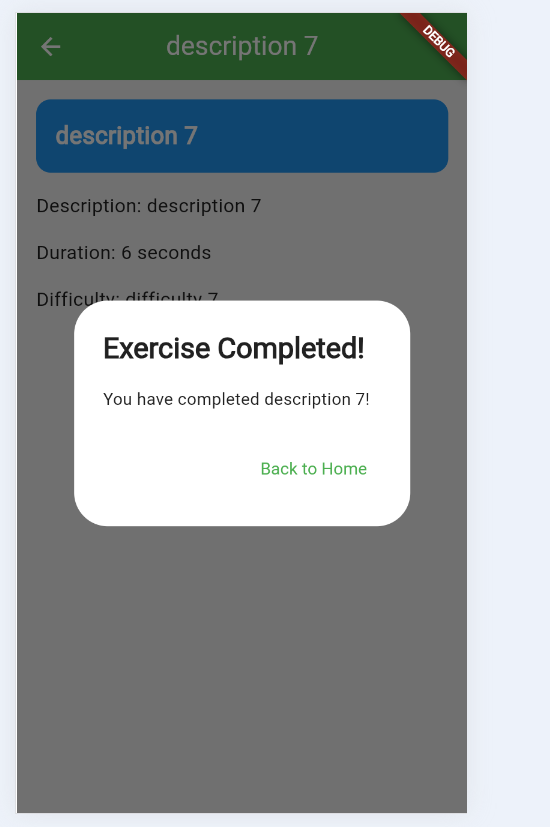 description 7
DEBUG
description 7
Description: description 7
Duration: 6 seconds
Difficulty: difficulty 7
Exercise Completed!
You have completed description 7!
Back to Home